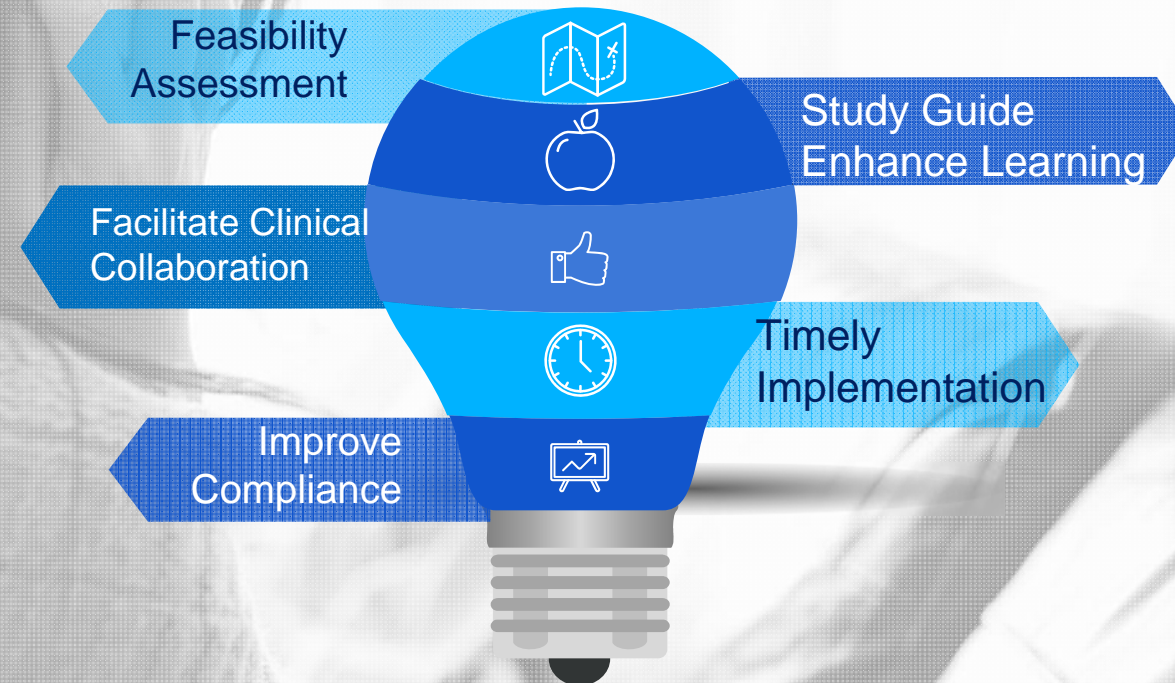 Feasibility
Assessment
Study Guide
Enhance Learning
Facilitate Clinical
Collaboration
Timely
Implementation
Improve
Compliance